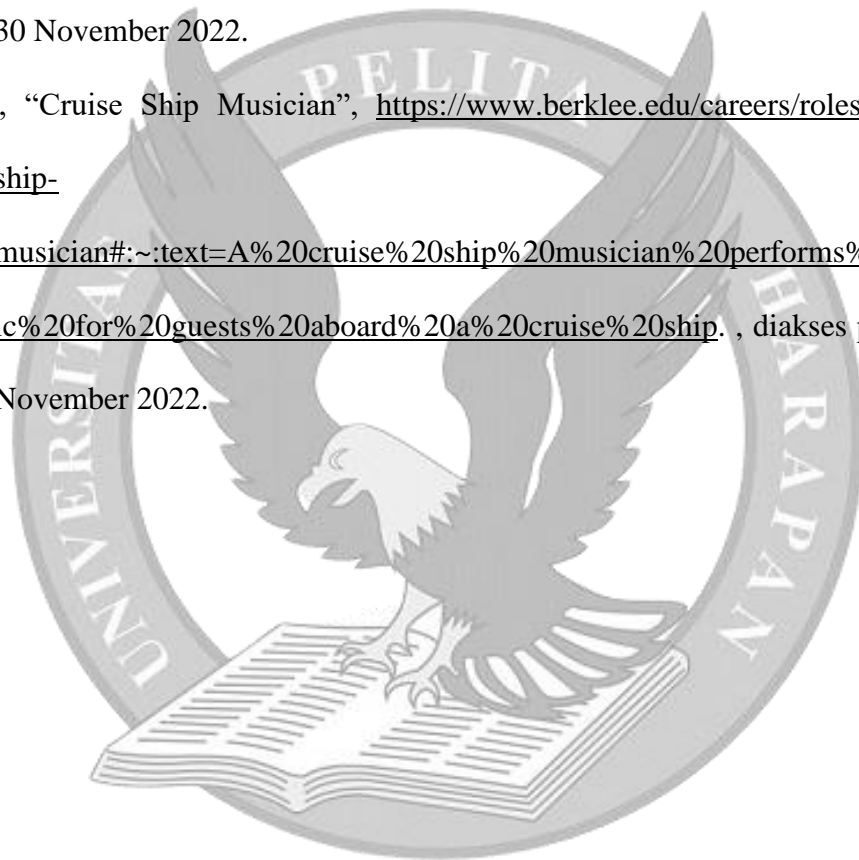 30 November 2022.
, “Cruise Ship Musician”, https://www.berklee.edu/careers/roles
ship-
musician#:~:text=A%20cruise%20ship%20musician%20performs%
ic%20for%20guests%20aboard%20a%20cruise%20ship. , diakses p
November 2022.
UNIVERSITAS PELITA HARAPAN